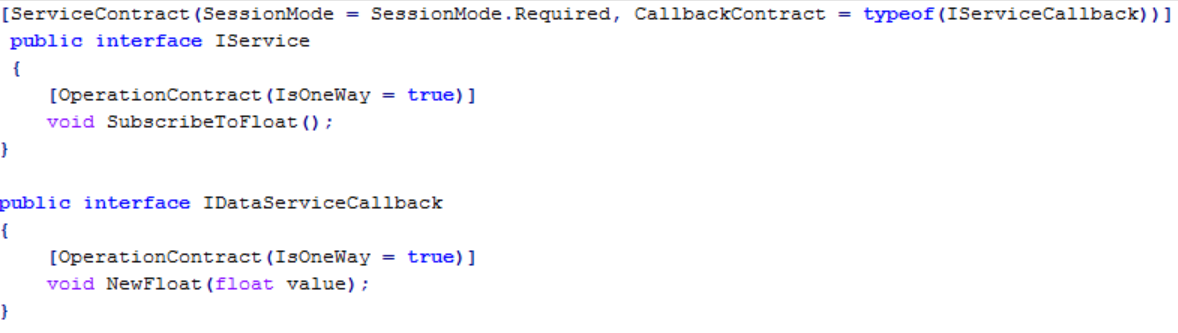 [ServiceContract(SessionMode = SessionMode.Required, CallbackContract = typeof(IServiceCallback))]
public interface IService
{
[OperationContract(IsOneWay = true)]
void SubscribeToFloat();
}
public interface IDataServiceCallback
{
[OperationContract(IsOneWay = true)]
void NewFloat(float value);
}